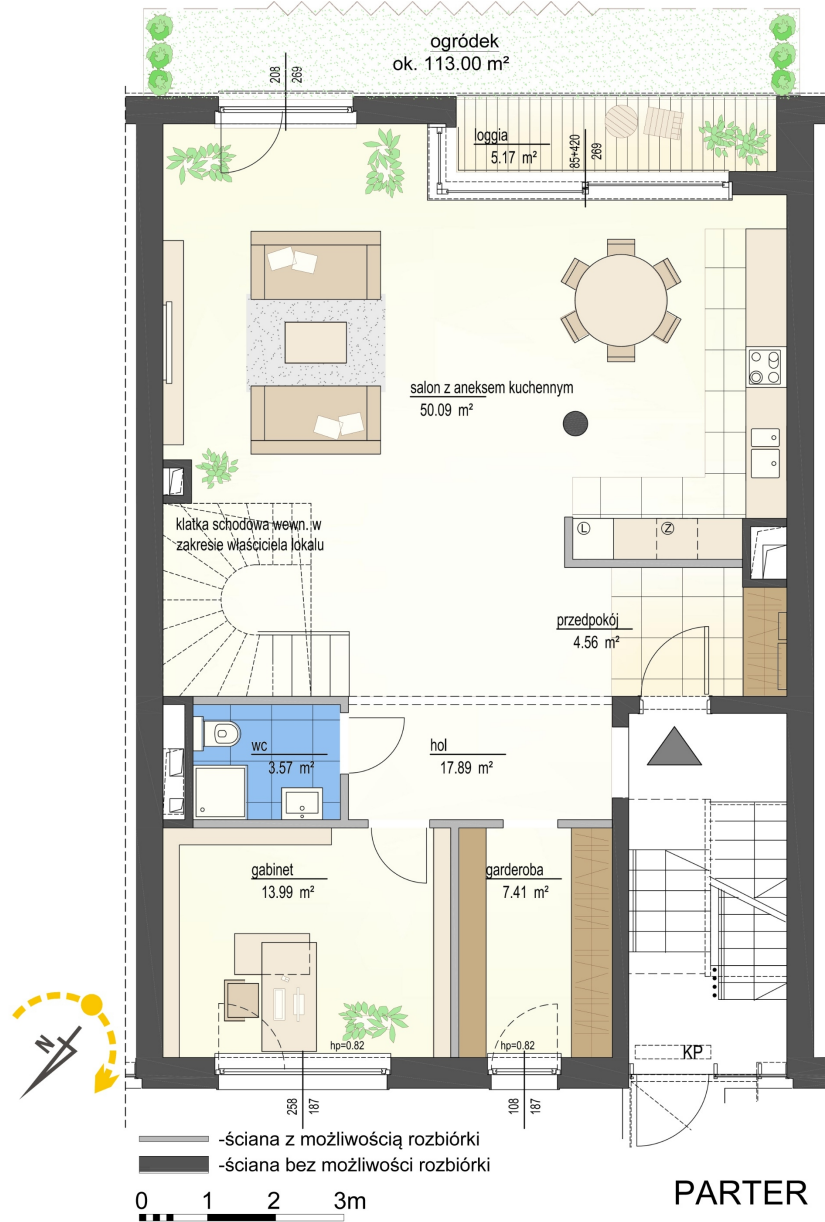 ogródek
ok. 113.00 m²
208
269
loggia
5.17 m²
85+420
269
salon z aneksem kuchennym
50.09 m²
klatka schodowa wewn. w
zakresie właściciela lokalu
L
Z
przedpokój
4.56 m²
wc
3.57 m²
hol
17.89 m²
gabinet
13.99 m²
garderoba
7.41 m²
N
hp=0.82
hp=0.82
KP
258
187
108
187
-ściana z możliwością rozbiórki
-ściana bez możliwości rozbiórki
0 1 2 3m
PARTER